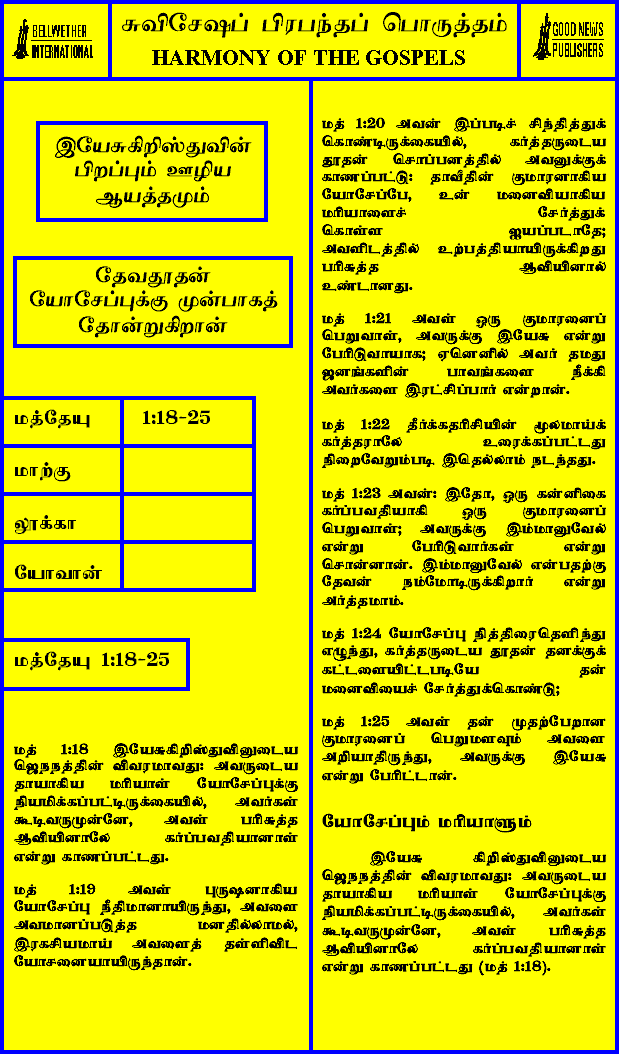 BELLWETHER
INTERNATIONAL
சுவிசேஷப் பிரபந்தப் பொருத்தம்
HARMONY OF THE GOSPELS
GOOD NEWS
PUBLISHERS
இயேசுகிறிஸ்துவின்
பிறப்பும் ஊழிய
ஆயத்தமும்
தேவதூதன்
யோசேப்புக்கு முன்பாகத்
தோன்றுகிறான்
மத்தேயு 1:18-25
மாற்கு
லூக்கா
யோவான்
மத்தேயு 1:18-25
மத் 1:18 இயேசுகிறிஸ்துவினுடைய
ஜெநநத்தின் விவரமாவது: அவருடைய
தாயாகிய மரியாள் யோசேப்புக்கு
நியமிக்கப்பட்டிருக்கையில், அவர்கள்
கூடிவருமுன்னே, அவள் பரிசுத்த
ஆவியினாலே கர்ப்பவதியானாள்
என்று காணப்பட்டது.
மத் 1:19 அவள் புருஷனாகிய
யோசேப்பு நீதிமானாயிருந்து, அவளை
அவமானப்படுத்த மனதில்லாமல்,
இரகசியமாய் அவளைத் தள்ளிவிட
யோசனையாயிருந்தான்.
மத் 1:20 அவன் இப்படிச் சிந்தித்துக்
கொண்டிருக்கையில், கர்த்தருடைய
தூதன் சொப்பனத்தில் அவனுக்குக்
காணப்பட்டு: தாவீதின் குமாரனாகிய
யோசேப்பே, உன் மனைவியாகிய
மரியாளைச் சேர்த்துக்
கொள்ள ஐயப்படாதே;
அவளிடத்தில் உற்பத்தியாயிருக்கிறது
பரிசுத்த ஆவியினால்
உண்டானது.
மத் 1:21 அவள் ஒரு குமாரனைப்
பெறுவாள், அவருக்கு இயேசு என்று
பேரிடுவாயாக; ஏனெனில் அவர் தமது
ஜனங்களின் பாவங்களை நீக்கி
அவர்களை இரட்சிப்பார் என்றான்.
மத் 1:22 தீர்க்கதரிசியின் மூலமாய்க்
கர்த்தராலே உரைக்கப்பட்டது
நிறைவேறும்படி இதெல்லாம் நடந்தது.
மத் 1:23 அவன்: இதோ, ஒரு கன்னிகை
கர்ப்பவதியாகி ஒரு குமாரனைப்
பெறுவாள்; அவருக்கு இம்மானுவேல்
என்று பேரிடுவார்கள் என்று
சொன்னான். இம்மானுவேல் என்பதற்கு
தேவன் நம்மோடிருக்கிறார் என்று
அர்த்தமாம்.
மத் 1:24 யோசேப்பு நித்திரைதெளிந்து
எழுந்து, கர்த்தருடைய தூதன் தனக்குக்
கட்டளையிட்டபடியே தன்
மனைவியைச் சேர்த்துக்கொண்டு;
மத் 1:25 அவள் தன் முதற்பேறான
குமாரனைப் பெறுமளவும் அவளை
அறியாதிருந்து, அவருக்கு இயேசு
என்று பேரிட்டான்.
யோசேப்பும் மரியாளும்
இயேசு கிறிஸ்துவினுடைய
ஜெநநத்தின் விவரமாவது: அவருடைய
தாயாகிய மரியாள் யோசேப்புக்கு
நியமிக்கப்பட்டிருக்கையில், அவர்கள்
கூடிவருமுன்னே, அவள் பரிசுத்த
ஆவியினாலே கர்ப்பவதியானாள்
என்று காணப்பட்டது (மத் 1:18).